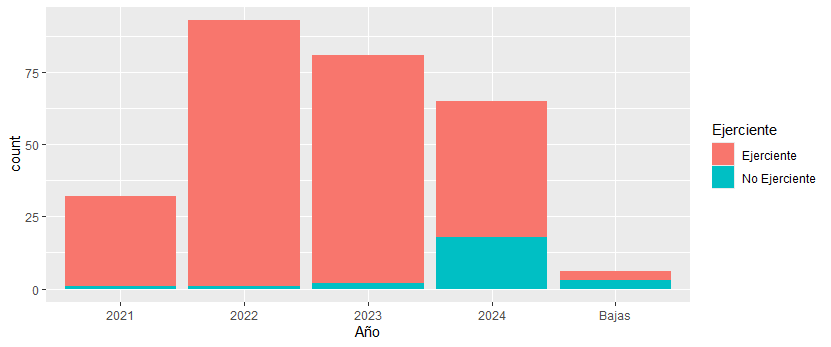 75
50
25
0
count
2021
2022
2023
2024
Bajas
Año
Ejerciente
Ejerciente
No Ejerciente